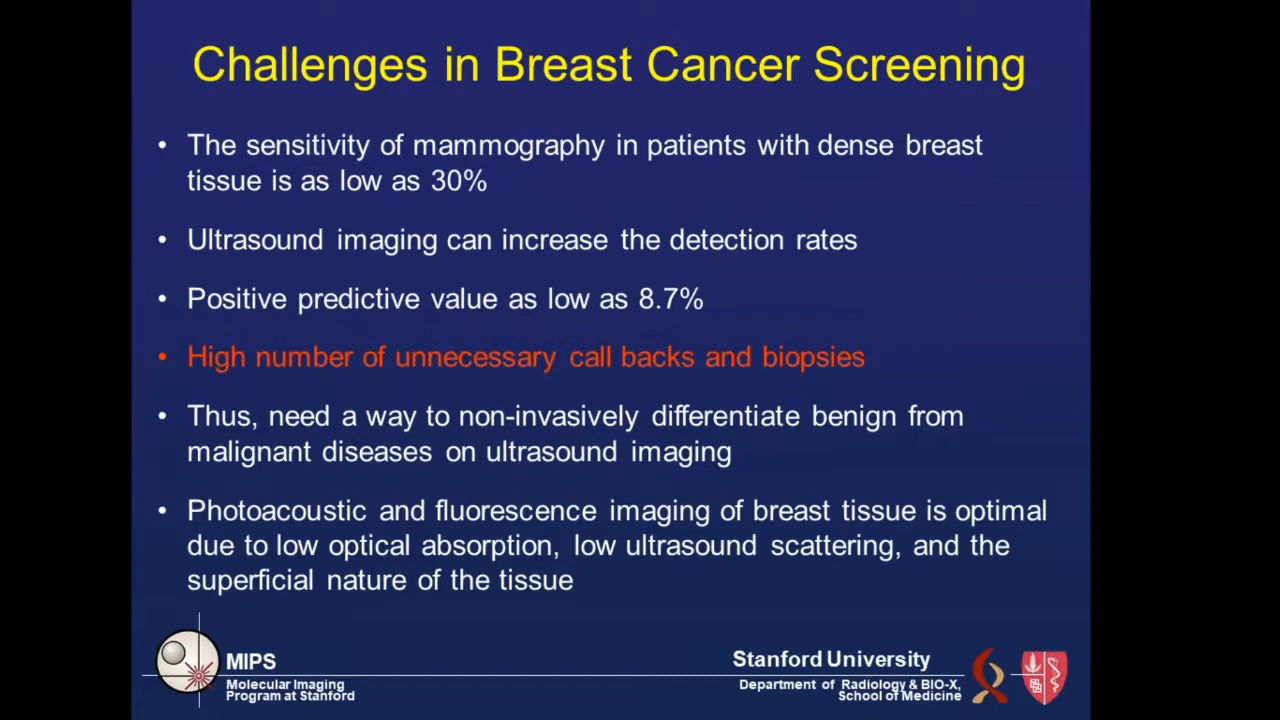 Challenges in Breast Cancer Screening
• The sensitivity of mammography in patients with dense breast
tissue is as low as 30%
• Ultrasound imaging can increase the detection rates
• Positive predictive value as low as 8.7%
• High number of unnecessary call backs and biopsies
• Thus, need a way to non-invasively differentiate benign from
malignant diseases on ultrasound imaging
• Photoacoustic and fluorescence imaging of breast tissue is optimal
due to low optical absorption, low ultrasound scattering, and the
superficial nature of the tissue
MIPS
Molecular Imaging
Program at Stanford
Stanford University
Department of Radiology & BIO-X,
School of Medicine